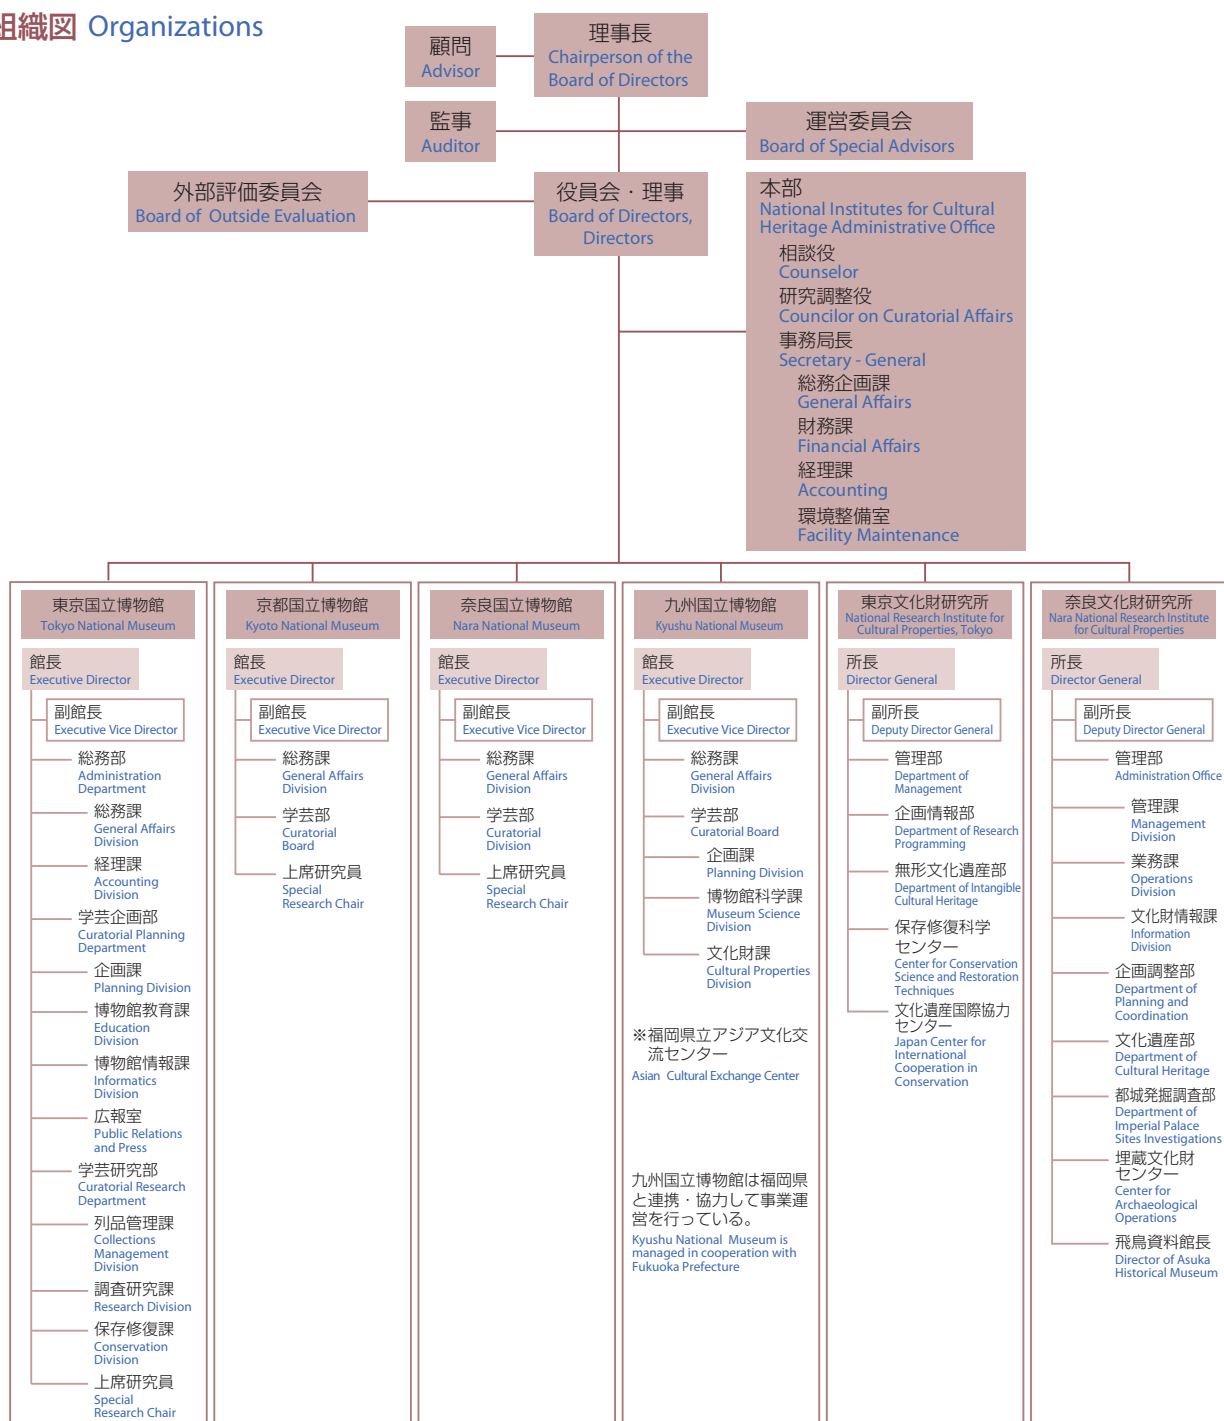 組織図 Organizations
顧問
Advisor
理事長
Chairperson of the
Board of Directors
監事
Auditor
運営委員会
Board of Special Advisors
外部評価委員会
Board of Outside Evaluation
役員会・理事
Board of Directors,
Directors
本部
National Institutes for Cultural
Heritage Administrative Office
相談役
Counselor
研究調整役
Councilor on Curatorial Affairs
事務局長
Secretary - General
総務企画課
General Affairs
財務課
Financial Affairs
経理課
Accounting
環境整備室
Facility Maintenance
東京国立博物館
Tokyo National Museum
館長
Executive Director
副館長
Executive Vice Director
総務部
Administration
Department
総務課
General Affairs
Division
経理課
Accounting
Division
学芸企画部
Curatorial Planning
Department
企画課
Planning Division
博物館教育課
Education
Division
博物館情報課
Informatics
Division
広報室
Public Relations
and Press
学芸研究部
Curatorial Research
Department
列品管理課
Collections
Management
Division
調査研究課
Research Division
保存修復課
Conservation
Division
上席研究員
Special
Research Chair
京都国立博物館
Kyoto National Museum
館長
Executive Director
副館長
Executive Vice Director
総務課
General Affairs
Division
学芸部
Curatorial
Board
上席研究員
Special
Research Chair
奈良国立博物館
Nara National Museum
館長
Executive Director
副館長
Executive Vice Director
総務課
General Affairs
Division
学芸部
Curatorial
Division
上席研究員
Special
Research Chair
九州国立博物館
Kyushu National Museum
館長
Executive Director
副館長
Executive Vice Director
総務課
General Affairs
Division
学芸部
Curatorial Board
企画課
Planning Division
博物館科学課
Museum Science
Division
文化財課
Cultural Properties
Division
※福岡県立アジア文化交
流センター
Asian Cultural Exchange Center
九州国立博物館は福岡県
と連携・協力して事業運
営を行っている。
Kyushu National Museum is
managed in cooperation with
Fukuoka Prefecture
東京文化財研究所
National Research Institute for
Cultural Properties, Tokyo
所長
Director General
副所長
Deputy Director General
管理部
Department of
Management
企画情報部
Department of Research
Programming
無形文化遺産部
Department of Intangible
Cultural Heritage
保存修復科学
センター
Center for Conservation
Science and Restoration
Techniques
文化遺産国際協力
センター
Japan Center for
International
Cooperation in
Conservation
奈良文化財研究所
Nara National Research Institute
for Cultural Properties
所長
Director General
副所長
Deputy Director General
管理部
Administration Office
管理課
Management
Division
業務課
Operations
Division
文化財情報課
Information
Division
企画調整部
Department of
Planning and
Coordination
文化遺産部
Department of
Cultural Heritage
都城発掘調査部
Department of
Imperial Palace
Sites Investigations
埋蔵文化財
センター
Center for
Archaeological
Operations
飛鳥資料館長
Director of Asuka
Historical Museum